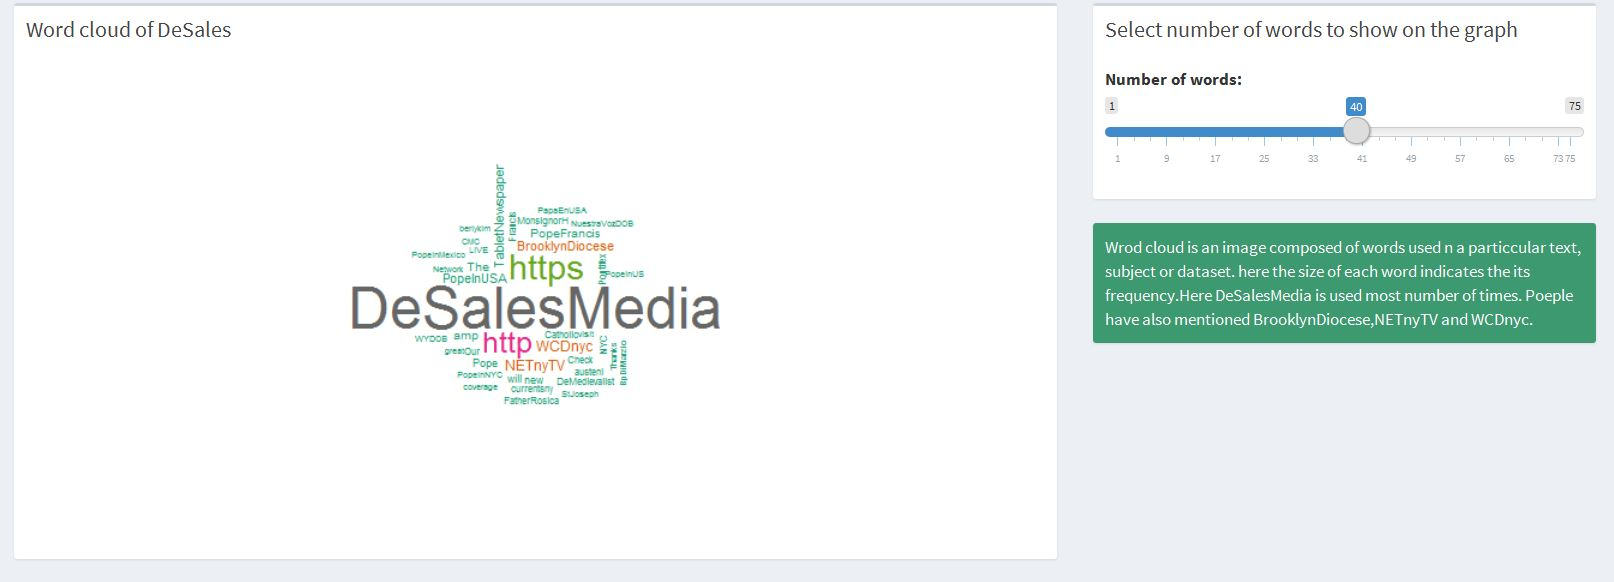 Word cloud of DeSales
TabletNewspaper
Francis
PapaEnUSA
MonsignorH NuestraVozDOB
berlykim
PopeFrancis
CMC
BrooklynDiocese
LIVE
PopeInMexico
Network The
https
PopeInUS
PopeInUSA
DeSalesMedia
WYDOB amp
http
WCDnyc
NYC
Thanks
BpDiMarzio
greatOur
Pope
NETnyTV
Check
PopeInNYC
will new
austeni
DeMedievalist
coverage
currentsny
StJoseph
FatherRosica
Select number of words to show on the graph
Number of words:
1 40 75
1 9 17 25 33 41 49 57 65 73 75
Wrod cloud is an image composed of words used n a particcular text,
subject or dataset. here the size of each word indicates the its
frequency.Here DeSalesMedia is used most number of times. Poeple
have also mentioned BrooklynDiocese,NETnyTV and WCDnyc.